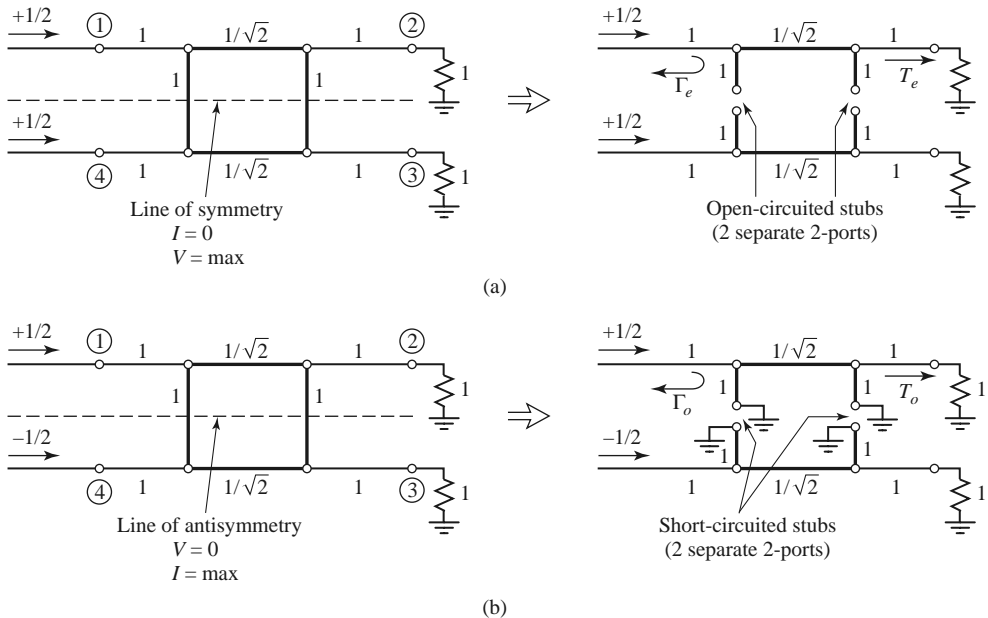 +1/2 ① 1 1/√2 1 ②
1 1 1
+1/2
④ 1 1/√2 1 ③ 1
Line of symmetry
I = 0
V = max
+1/2 1 1/√2 1
Γe 1 1 Te 1
+1/2 1 1
1 1/√2 1 1
Open-circuited stubs
(2 separate 2-ports)
(a)
+1/2 ① 1 1/√2 1 ②
1 1 1
−1/2
④ 1 1/√2 1 ③ 1
Line of antisymmetry
V = 0
I = max
+1/2 1 1/√2 1
Γo 1 1 To 1
−1/2 1 1
1 1/√2 1 1
Short-circuited stubs
(2 separate 2-ports)
(b)